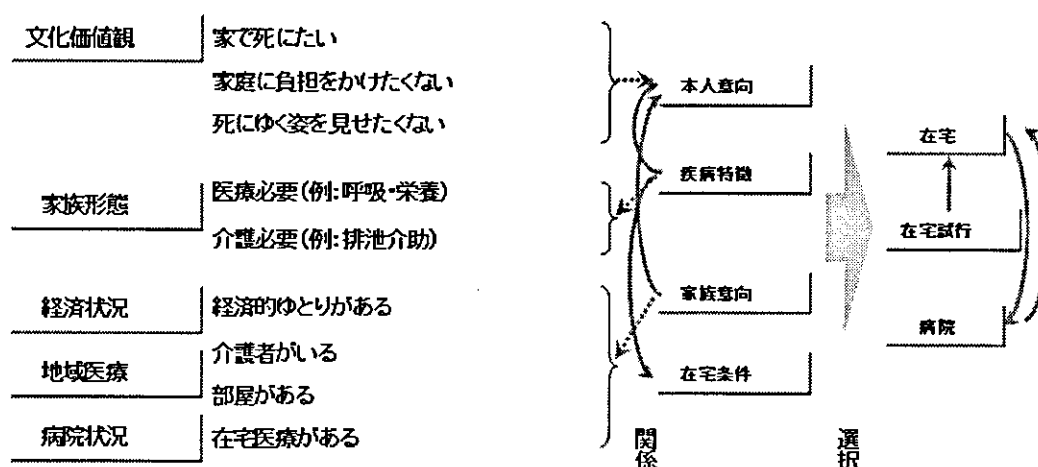 文化価値観
家で死にたい
家庭に負担をかけたくない
死にゆく姿を見せたくない
家族形態
医療必要(例:呼吸・栄養)
介護必要(例:排泄介助)
経済状況
経済的ゆとりがある
地域医療
介護者がいる
部屋がある
病院状況
在宅医療がある
本人意向
疾病特徴
家族意向
在宅条件
関係
選択
在宅
在宅試行
病院